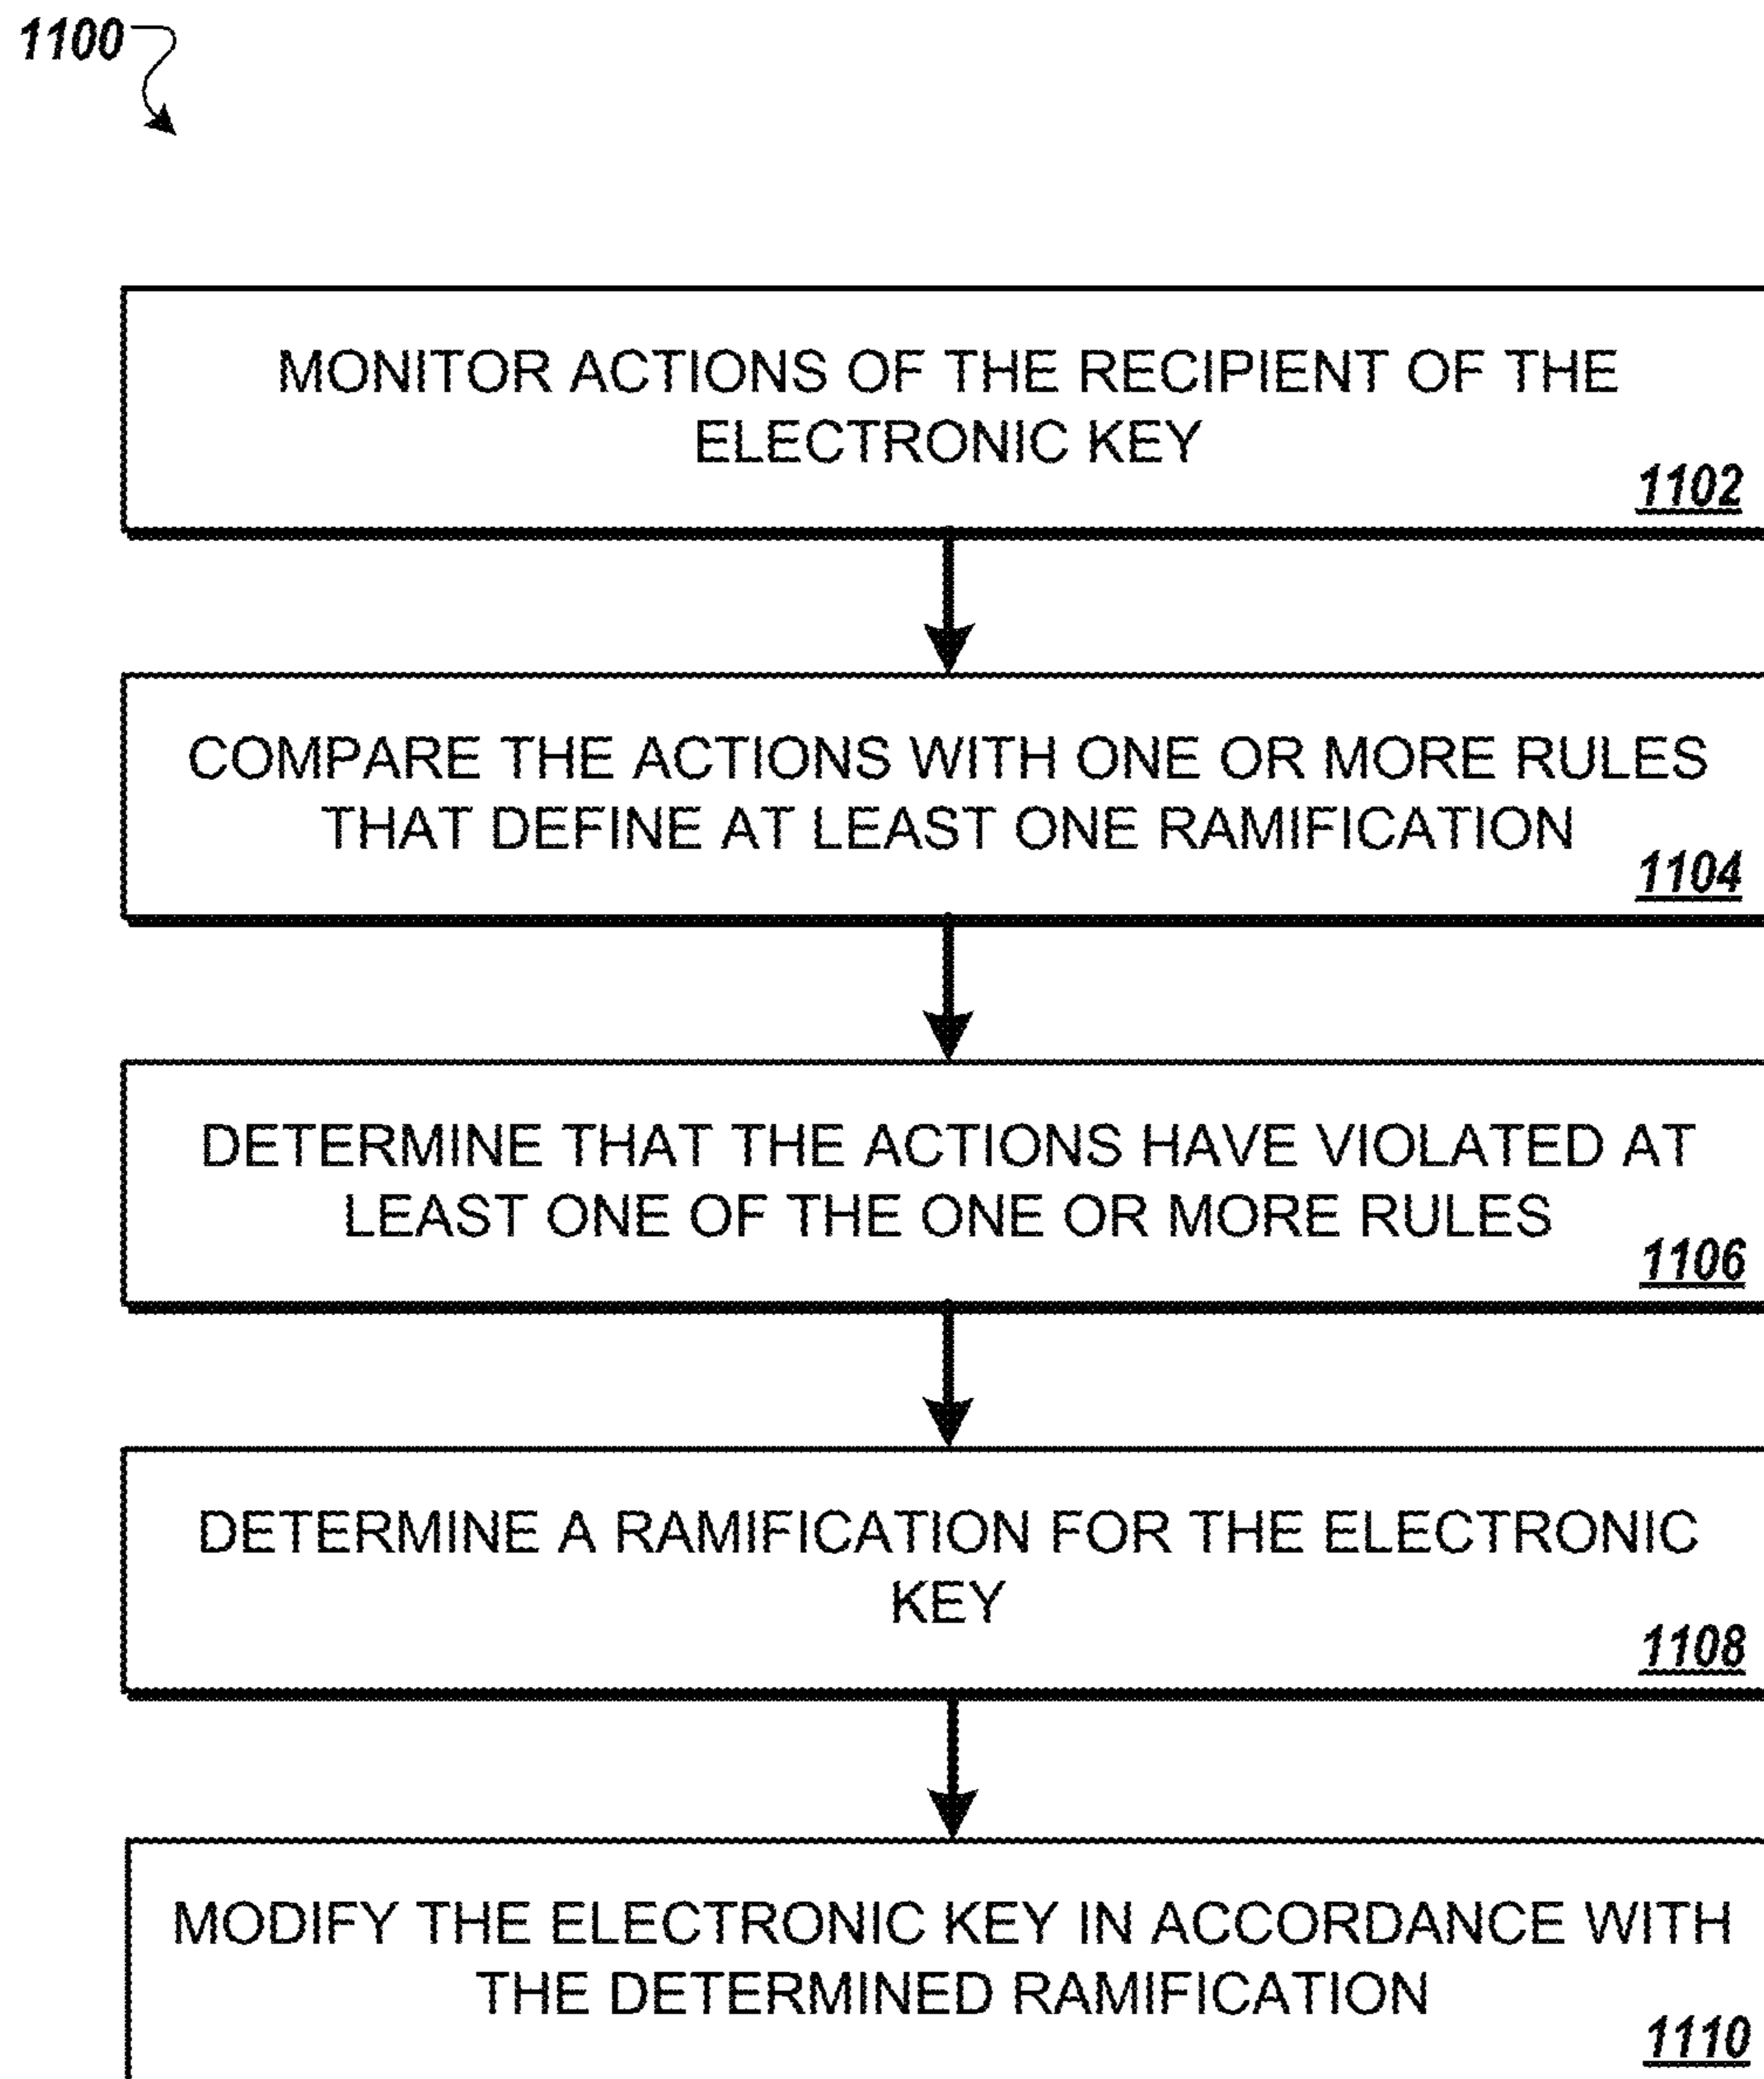 1100
MONITOR ACTIONS OF THE RECIPIENT OF THE
ELECTRONIC KEY
1102
COMPARE THE ACTIONS WITH ONE OR MORE RULES
THAT DEFINE AT LEAST ONE RAMIFICATION
1104
DETERMINE THAT THE ACTIONS HAVE VIOLATED AT
LEAST ONE OF THE ONE OR MORE RULES
1106
DETERMINE A RAMIFICATION FOR THE ELECTRONIC
KEY
1108
MODIFY THE ELECTRONIC KEY IN ACCORDANCE WITH
THE DETERMINED RAMIFICATION
1110